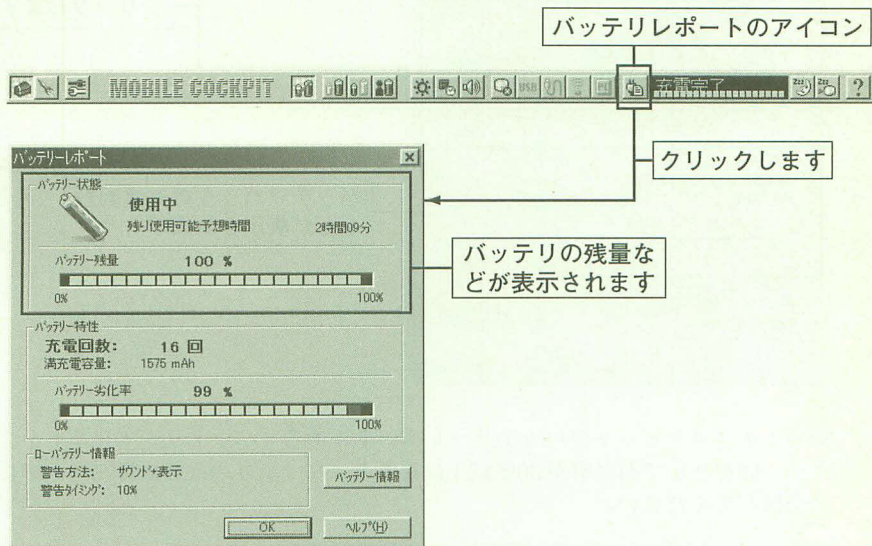 バッテリレポートのアイコン
MOBILE COCKPIT
USB
充電完了
zzz
zzz
?
クリックします
バッテリーレポート
バッテリー状態
使用中
残り使用可能予想時間 2時間09分
バッテリー残量 100 %
0% 100%
バッテリの残量な
どが表示されます
バッテリー特性
充電回数: 16 回
満充電容量: 1575 mAh
バッテリー劣化率 99 %
0% 100%
ローバッテリー情報
警告方法: サウンド+表示
警告タイミング: 10%
バッテリー情報
OK ヘルプ(H)